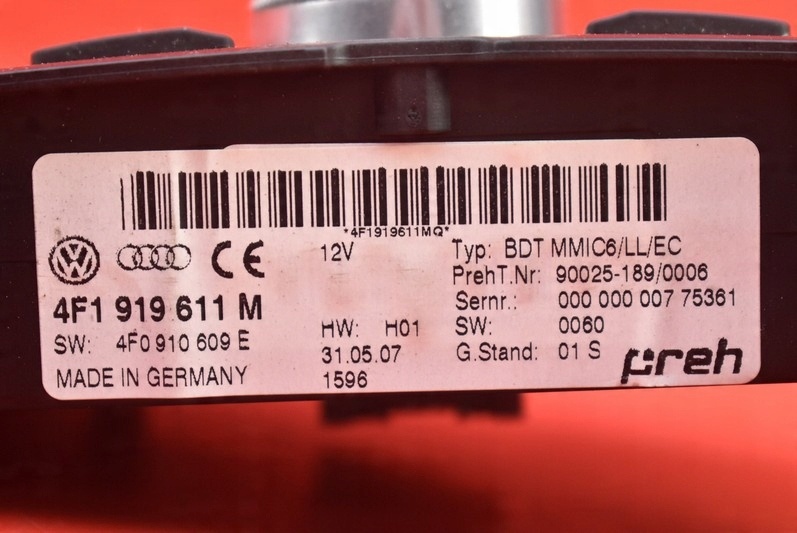 *4F1919611MQ*
12V
Typ: BDT MMIC6/LL/EC
PrehT.Nr: 90025-189/0006
4F1 919 611 M
Sernr.: 000 000 007 75361
HW: H01
SW: 0060
SW: 4F0 910 609 E
31.05.07
G.Stand: 01 S
preh
MADE IN GERMANY
1596